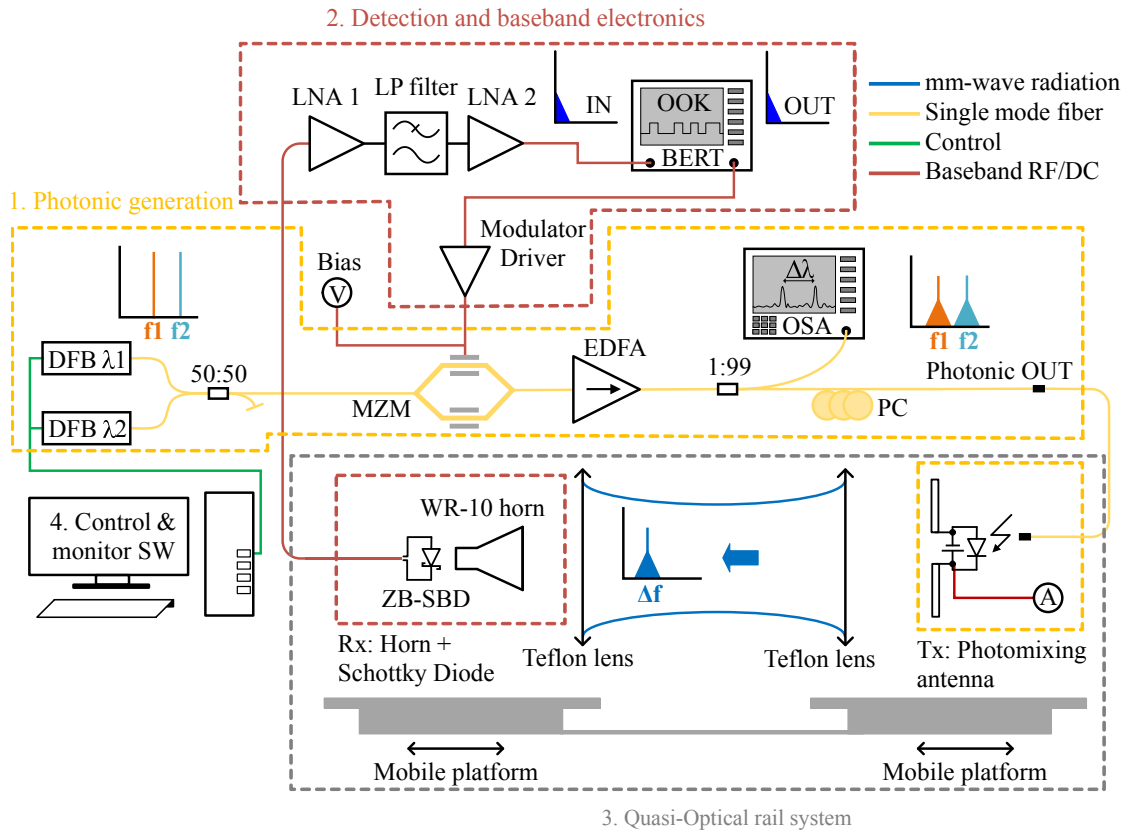 2. Detection and baseband electronics
LNA 1
LP filter
LNA 2
IN
OOK
BERT
OUT
mm-wave radiation
Single mode fiber
Control
Baseband RF/DC
1. Photonic generation
Modulator
Driver
Bias
V
f1
f2
DFB λ1
DFB λ2
50:50
MZM
EDFA
Δλ
OSA
1:99
PC
f1
f2
Photonic OUT
4. Control &
monitor SW
WR-10 horn
ZB-SBD
Rx: Horn +
Schottky Diode
Δf
Teflon lens
Teflon lens
A
Tx: Photomixing
antenna
Mobile platform
Mobile platform
3. Quasi-Optical rail system